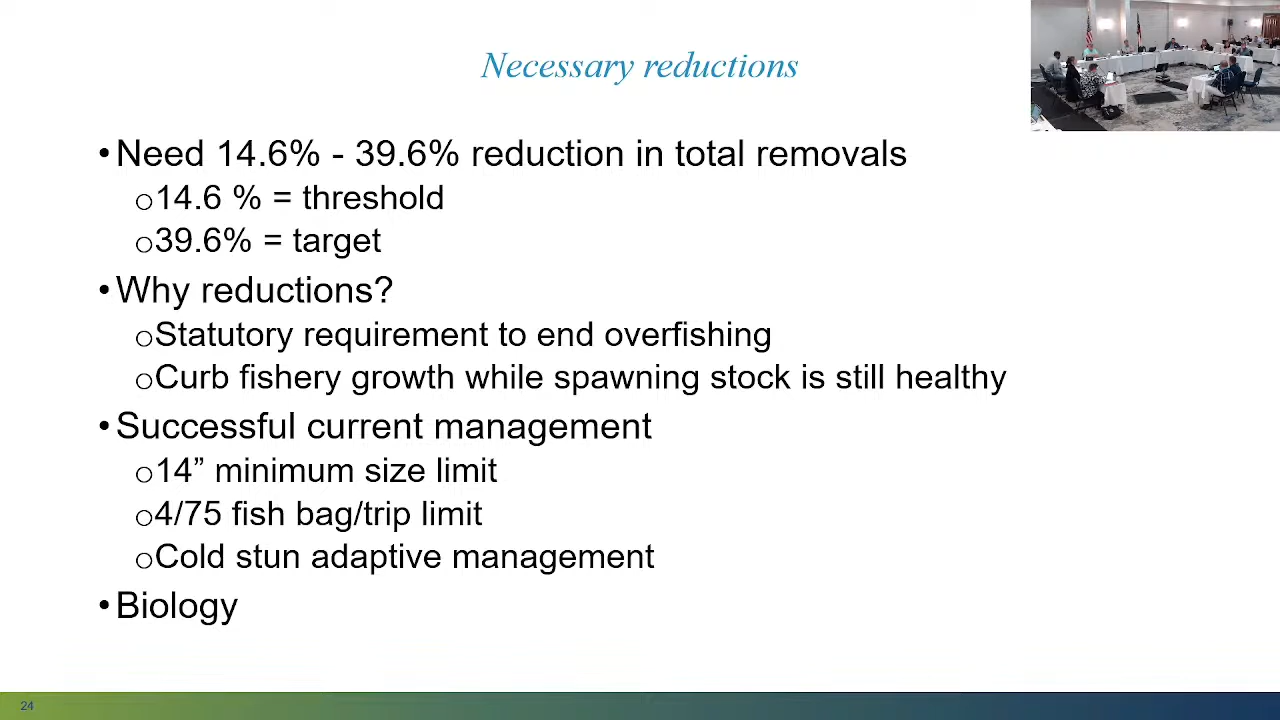 Necessary reductions
•Need 14.6% - 39.6% reduction in total removals
o14.6 % = threshold
o39.6% = target
•Why reductions?
oStatutory requirement to end overfishing
oCurb fishery growth while spawning stock is still healthy
•Successful current management
o14” minimum size limit
o4/75 fish bag/trip limit
oCold stun adaptive management
•Biology
24